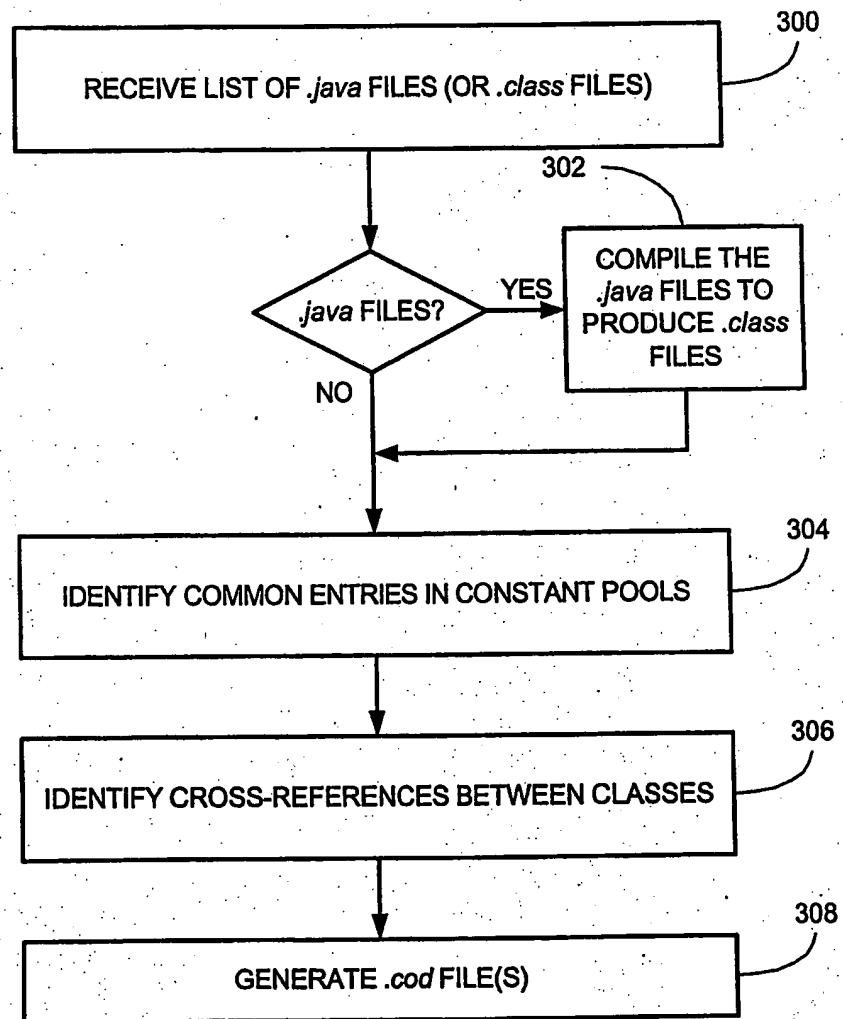 300
RECEIVE LIST OF .java FILES (OR .class FILES)
302
.java FILES?
YES
COMPILE THE
.java FILES TO
PRODUCE .class
FILES
NO
304
IDENTIFY COMMON ENTRIES IN CONSTANT POOLS
306
IDENTIFY CROSS-REFERENCES BETWEEN CLASSES
308
GENERATE .cod FILE(S)